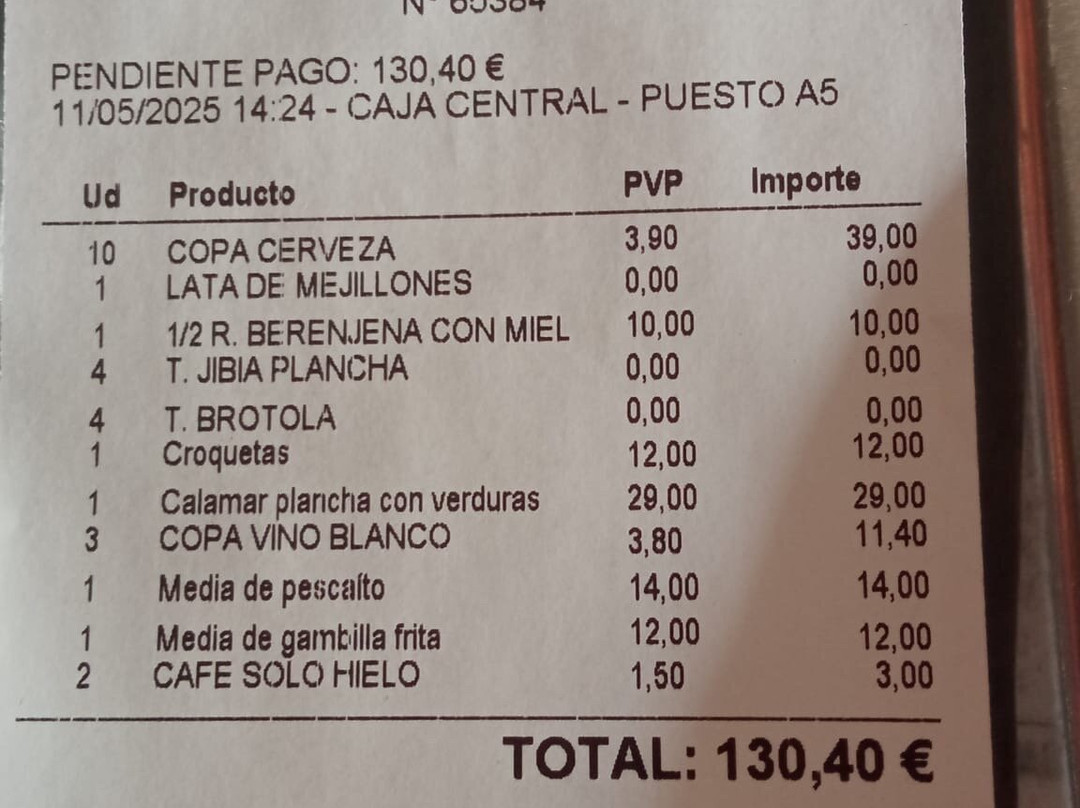 PENDIENTE PAGO: 130,40 €
11/05/2025 14:24 - CAJA CENTRAL - PUESTO A5
Ud Producto PVP Importe
10 COPA CERVEZA 3,90 39,00
1 LATA DE MEJILLONES 0,00 0,00
1 1/2 R. BERENJENA CON MIEL 10,00 10,00
4 T. JIBIA PLANCHA 0,00 0,00
4 T. BROTOLA 0,00 0,00
1 Croquetas 12,00 12,00
1 Calamar plancha con verduras 29,00 29,00
3 COPA VINO BLANCO 3,80 11,40
1 Media de pescaíto 14,00 14,00
1 Media de gambilla frita 12,00 12,00
2 CAFE SOLO HIELO 1,50 3,00
TOTAL: 130,40 €